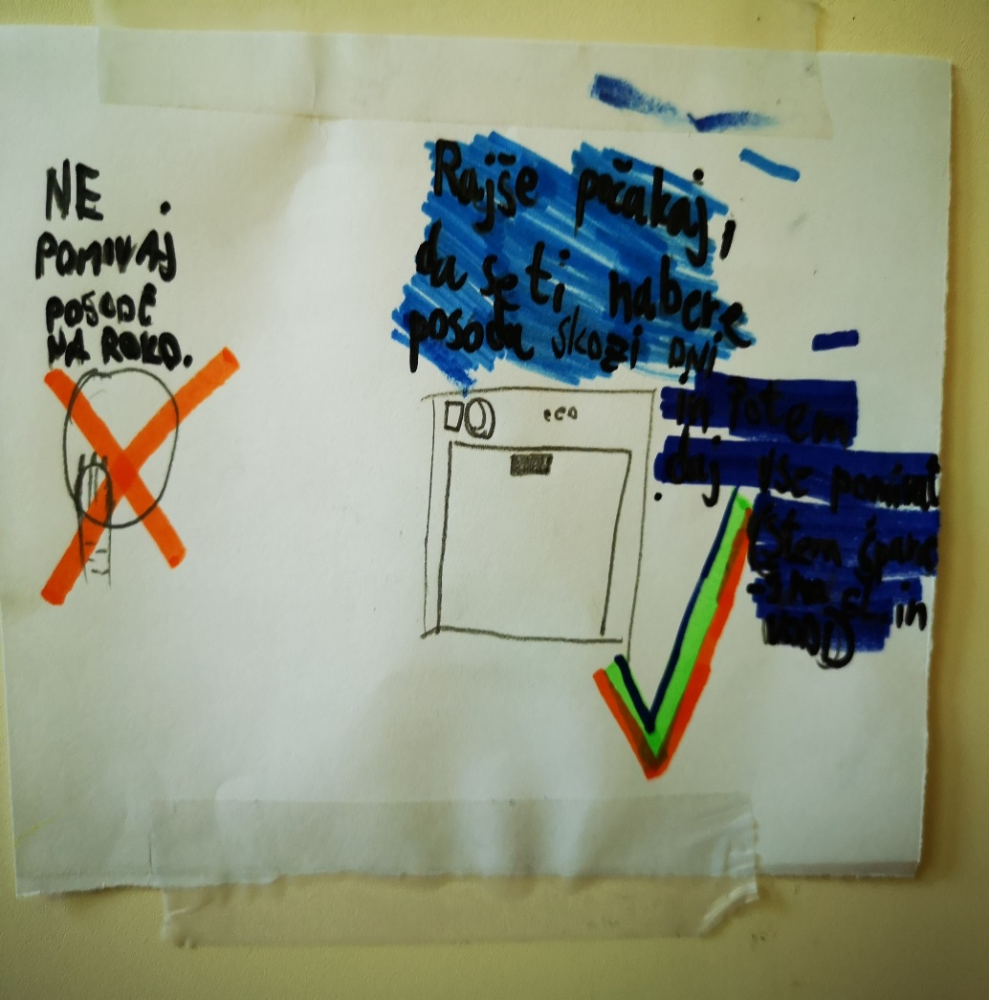 NE
POMIVAJ
POSODE
NA ROKO.
Rajše počakaj,
da se ti nabere
posoda skozi dni
eco
in potem
daj vse pomivat
in